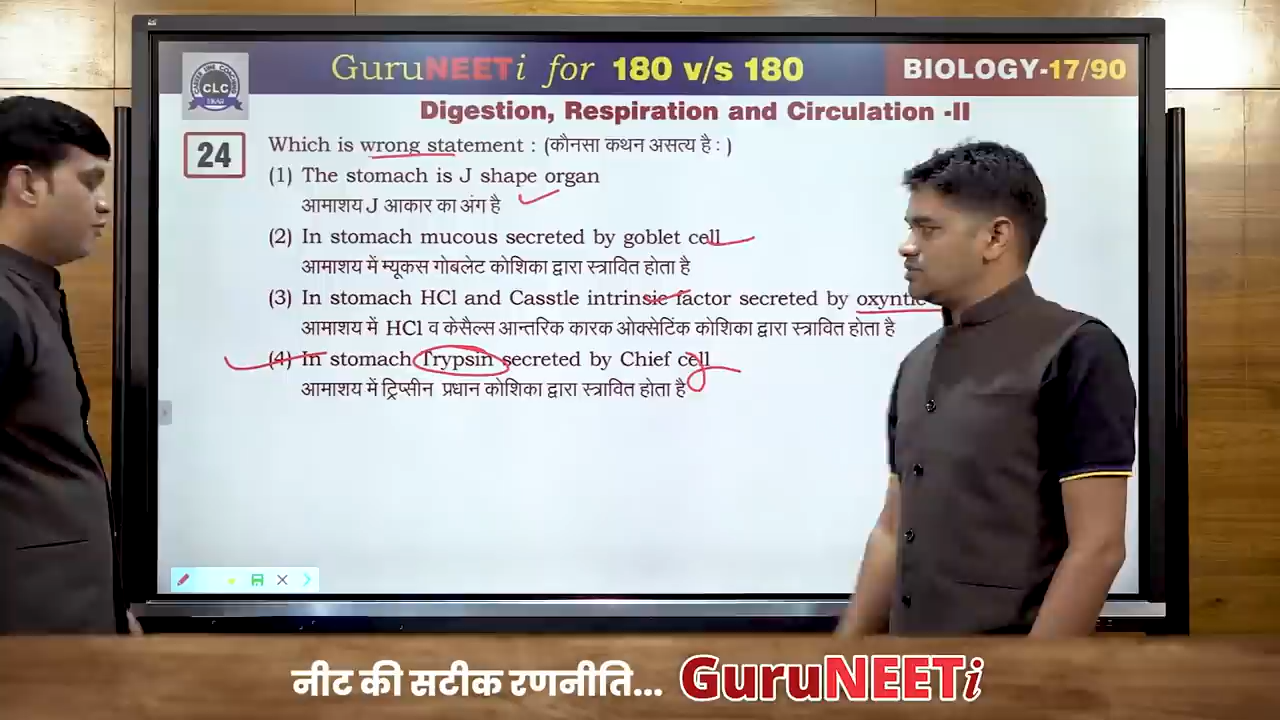 GuruNEETi for 180 v/s 180
BIOLOGY-17/90
CLC
Digestion, Respiration and Circulation -II
24
Which is wrong statement : (कौनसा कथन असत्य है : )
(1) The stomach is J shape organ
आमाशय J आकार का अंग है
(2) In stomach mucous secreted by goblet cell
आमाशय में म्यूकस गोबलेट कोशिका द्वारा स्त्रावित होता है
(3) In stomach HCl and Casstle intrinsic factor secreted by oxyntic
आमाशय में HCl व केसैल्स आन्तरिक कारक ओक्सेटिंक कोशिका द्वारा स्त्रावित होता है
(4) In stomach Trypsin secreted by Chief cell
आमाशय में ट्रिप्सीन प्रधान कोशिका द्वारा स्त्रावित होता है
नीट की सटीक रणनीति... GuruNEETi